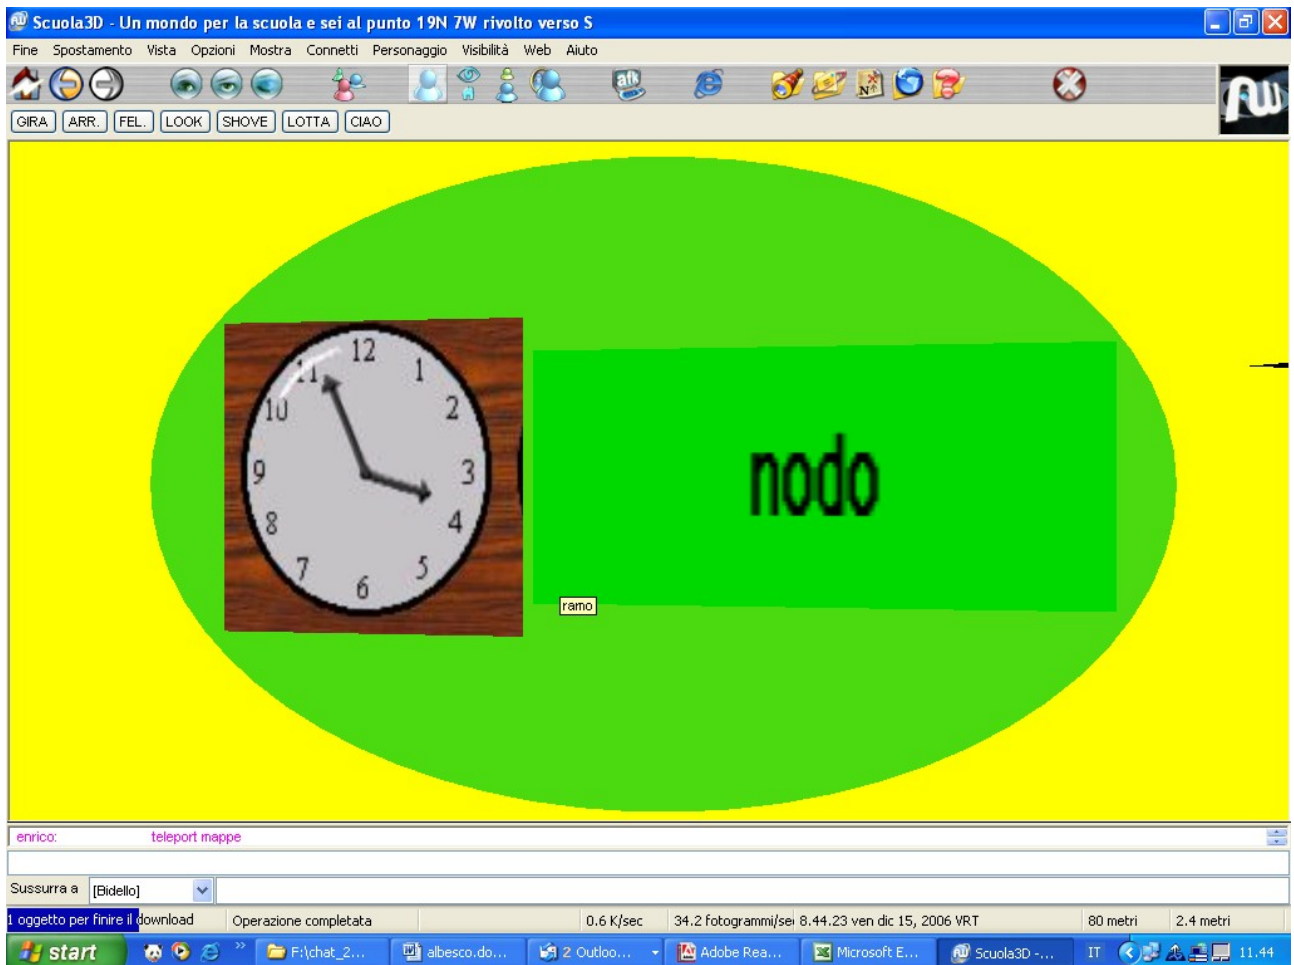 Scuola3D - Un mondo per la scuola e sei al punto 19N 7W rivolto verso S
Fine Spostamento Vista Opzioni Mostra Connetti Personaggio Visibilità Web Aiuto
afk N
GIRA ARR. FEL. LOOK SHOVE LOTTA CIAO
12
11 1
10 2
9 3
8 4
7 5
6
nodo
ramo
enrico: teleport mappe
Sussurra a [Bidello]
1 oggetto per finire il download Operazione completata 0.6 K/sec 34.2 fotogrammi/sec 8.44.23 ven dic 15, 2006 VRT 80 metri 2.4 metri
start F:\chat_2... albesco.do... 2 Outloo... Adobe Rea... Microsoft E... Scuola3D -... IT 11.44